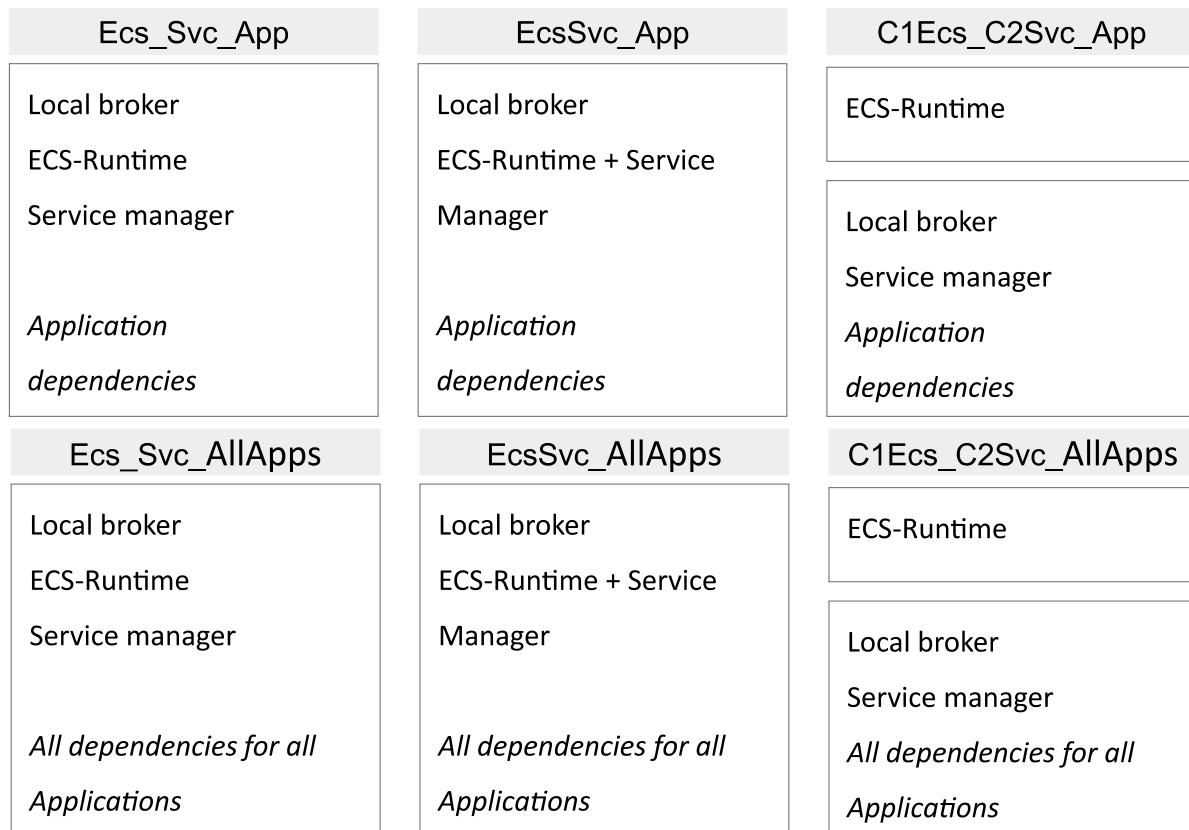 Ecs_Svc_App
Local broker
ECS-Runtime
Service manager
Application
dependencies
EcsSvc_App
Local broker
ECS-Runtime + Service
Manager
Application
dependencies
C1Ecs_C2Svc_App
ECS-Runtime
Local broker
Service manager
Application
dependencies
Ecs_Svc_AllApps
Local broker
ECS-Runtime
Service manager
All dependencies for all
Applications
EcsSvc_AllApps
Local broker
ECS-Runtime + Service
Manager
All dependencies for all
Applications
C1Ecs_C2Svc_AllApps
ECS-Runtime
Local broker
Service manager
All dependencies for all
Applications